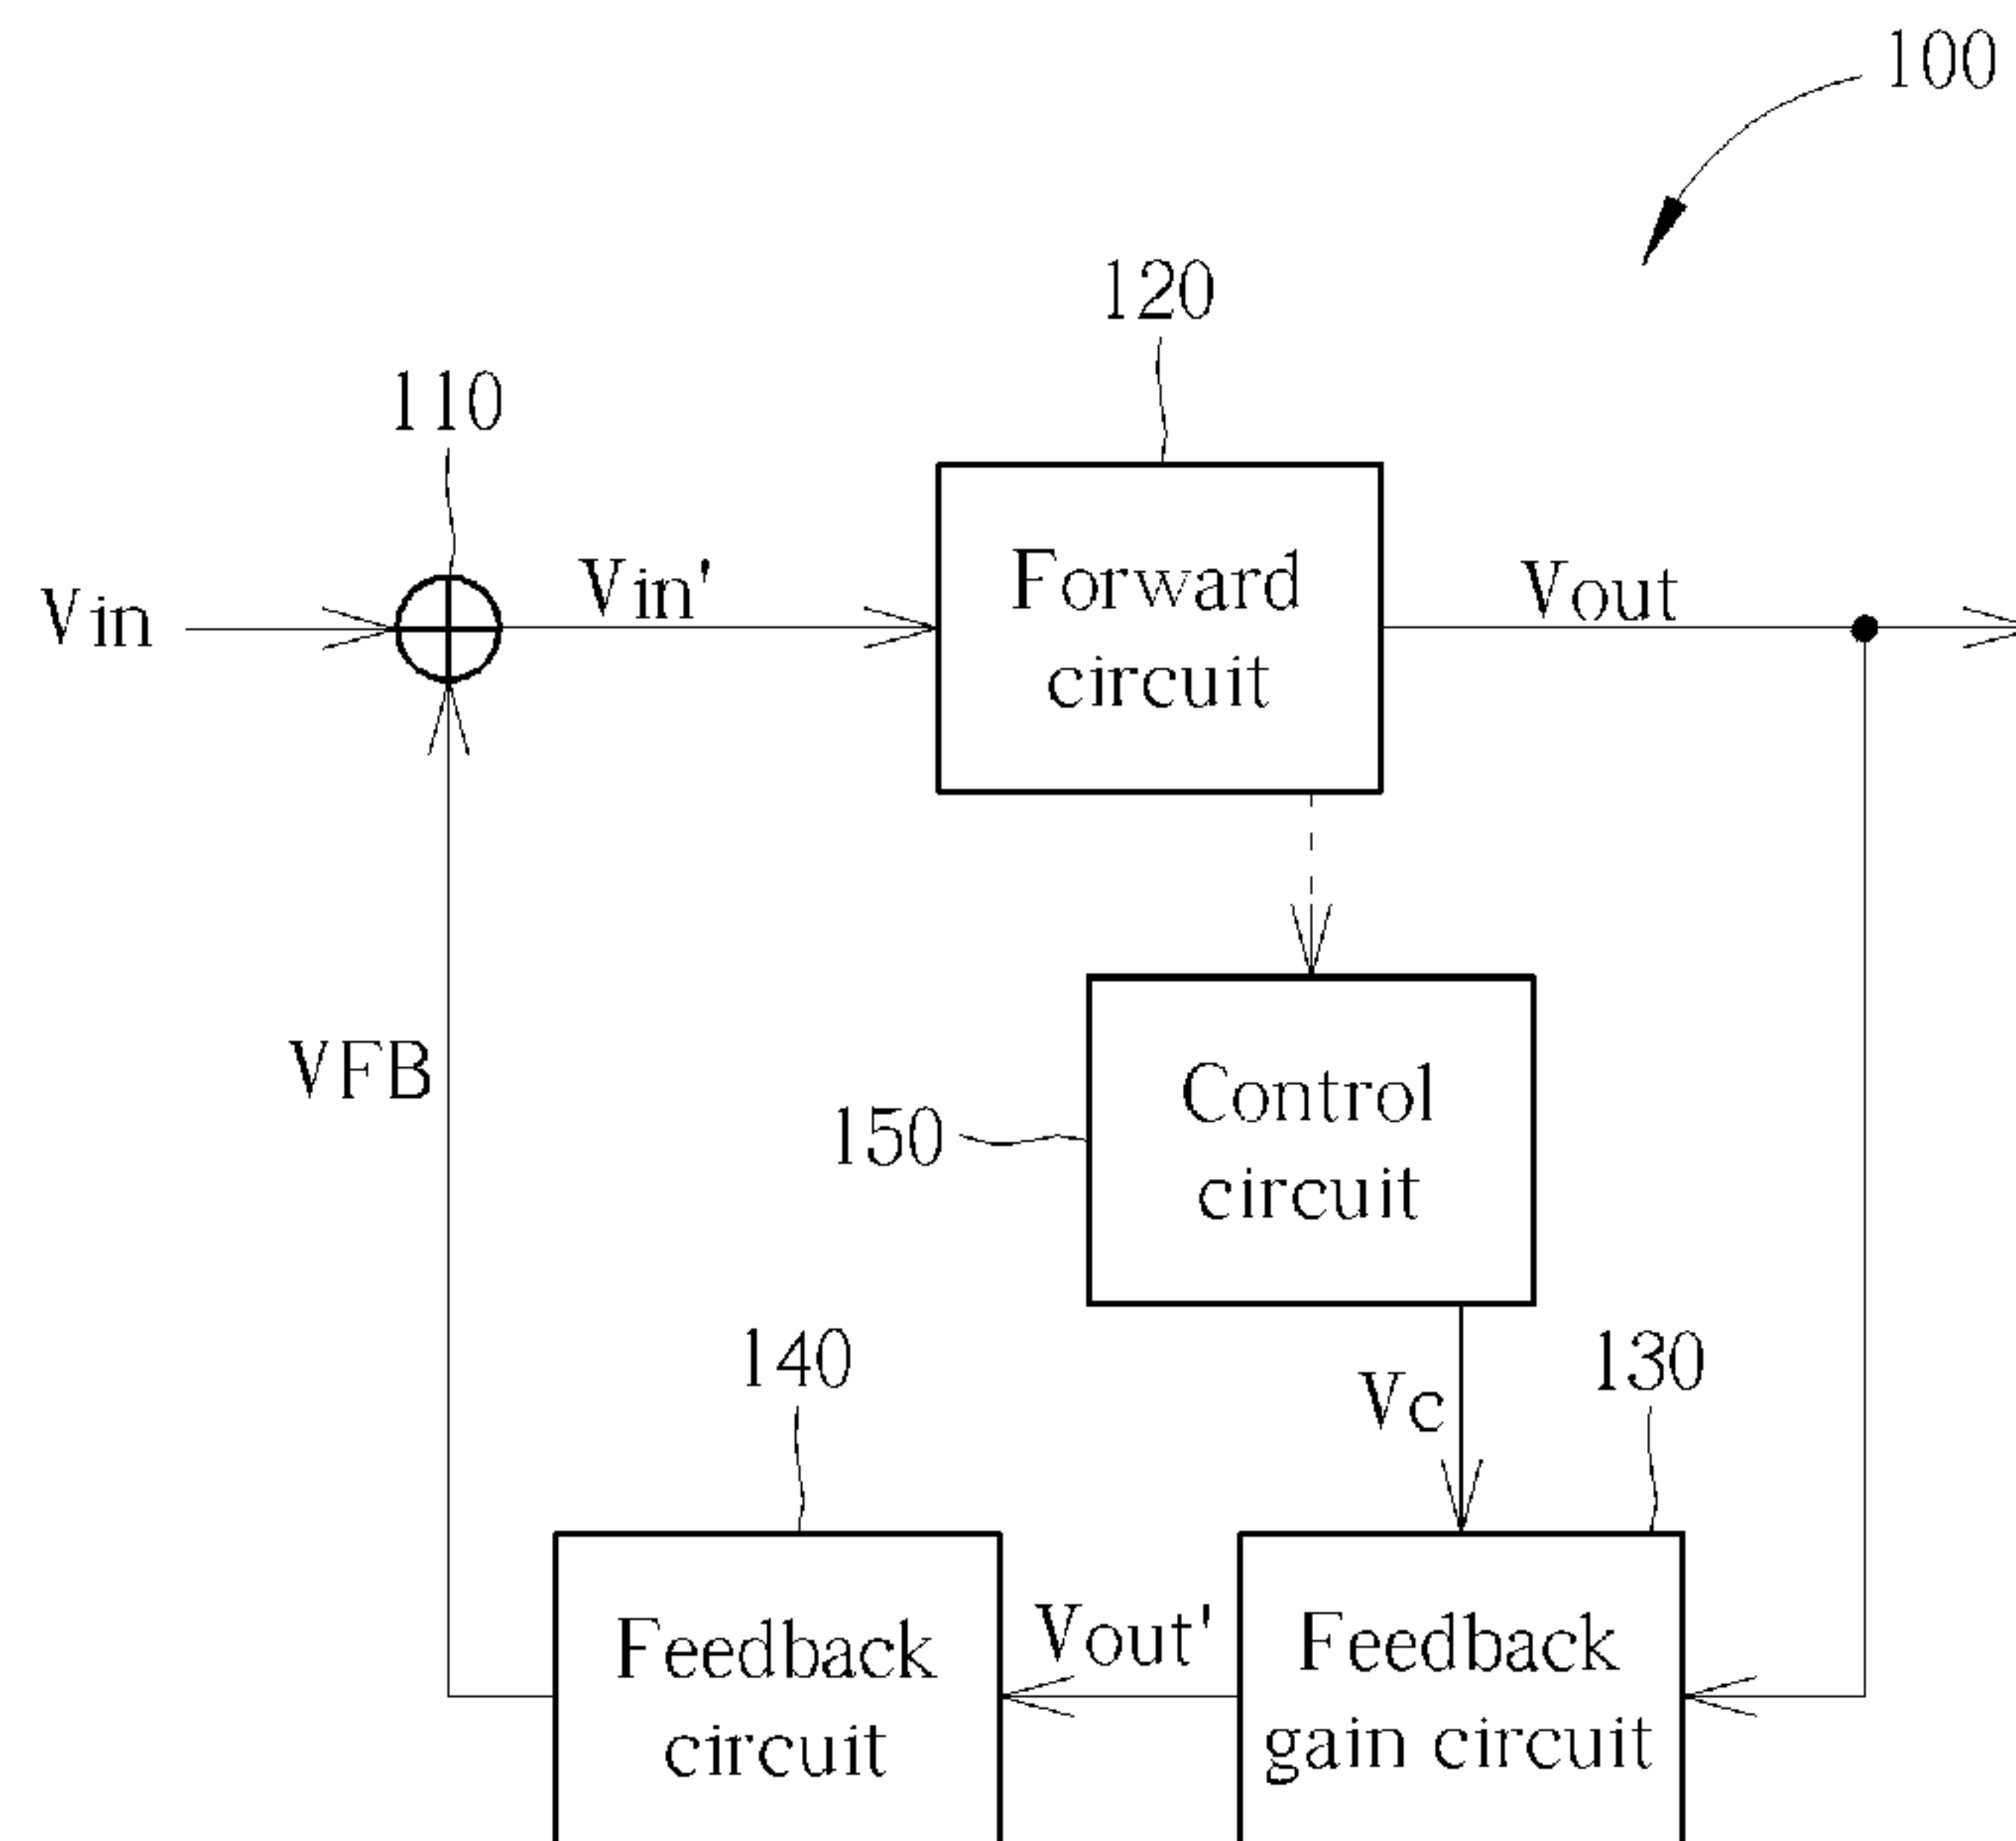 100
120
110
Vin
Vin'
Forward
circuit
Vout
VFB
150
Control
circuit
140
Vc
130
Feedback
circuit
Vout'
Feedback
gain circuit